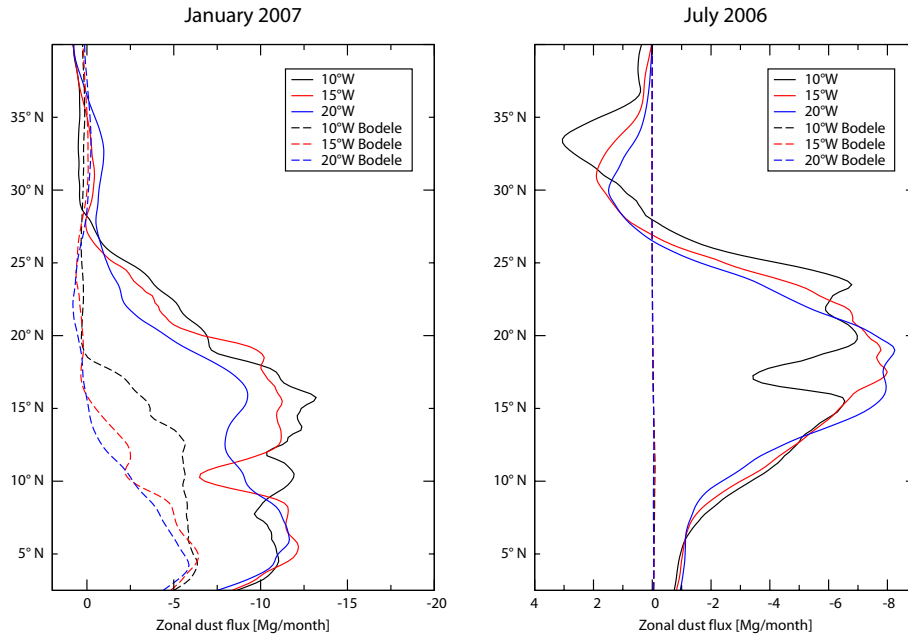 January 2007
10°W
15°W
20°W
10°W Bodele
15°W Bodele
20°W Bodele
35° N
30° N
25° N
20° N
15° N
10° N
5° N
0 -5 -10 -15 -20
Zonal dust flux [Mg/month]
July 2006
10°W
15°W
20°W
10°W Bodele
15°W Bodele
20°W Bodele
35° N
30° N
25° N
20° N
15° N
10° N
5° N
4 2 0 -2 -4 -6 -8
Zonal dust flux [Mg/month]